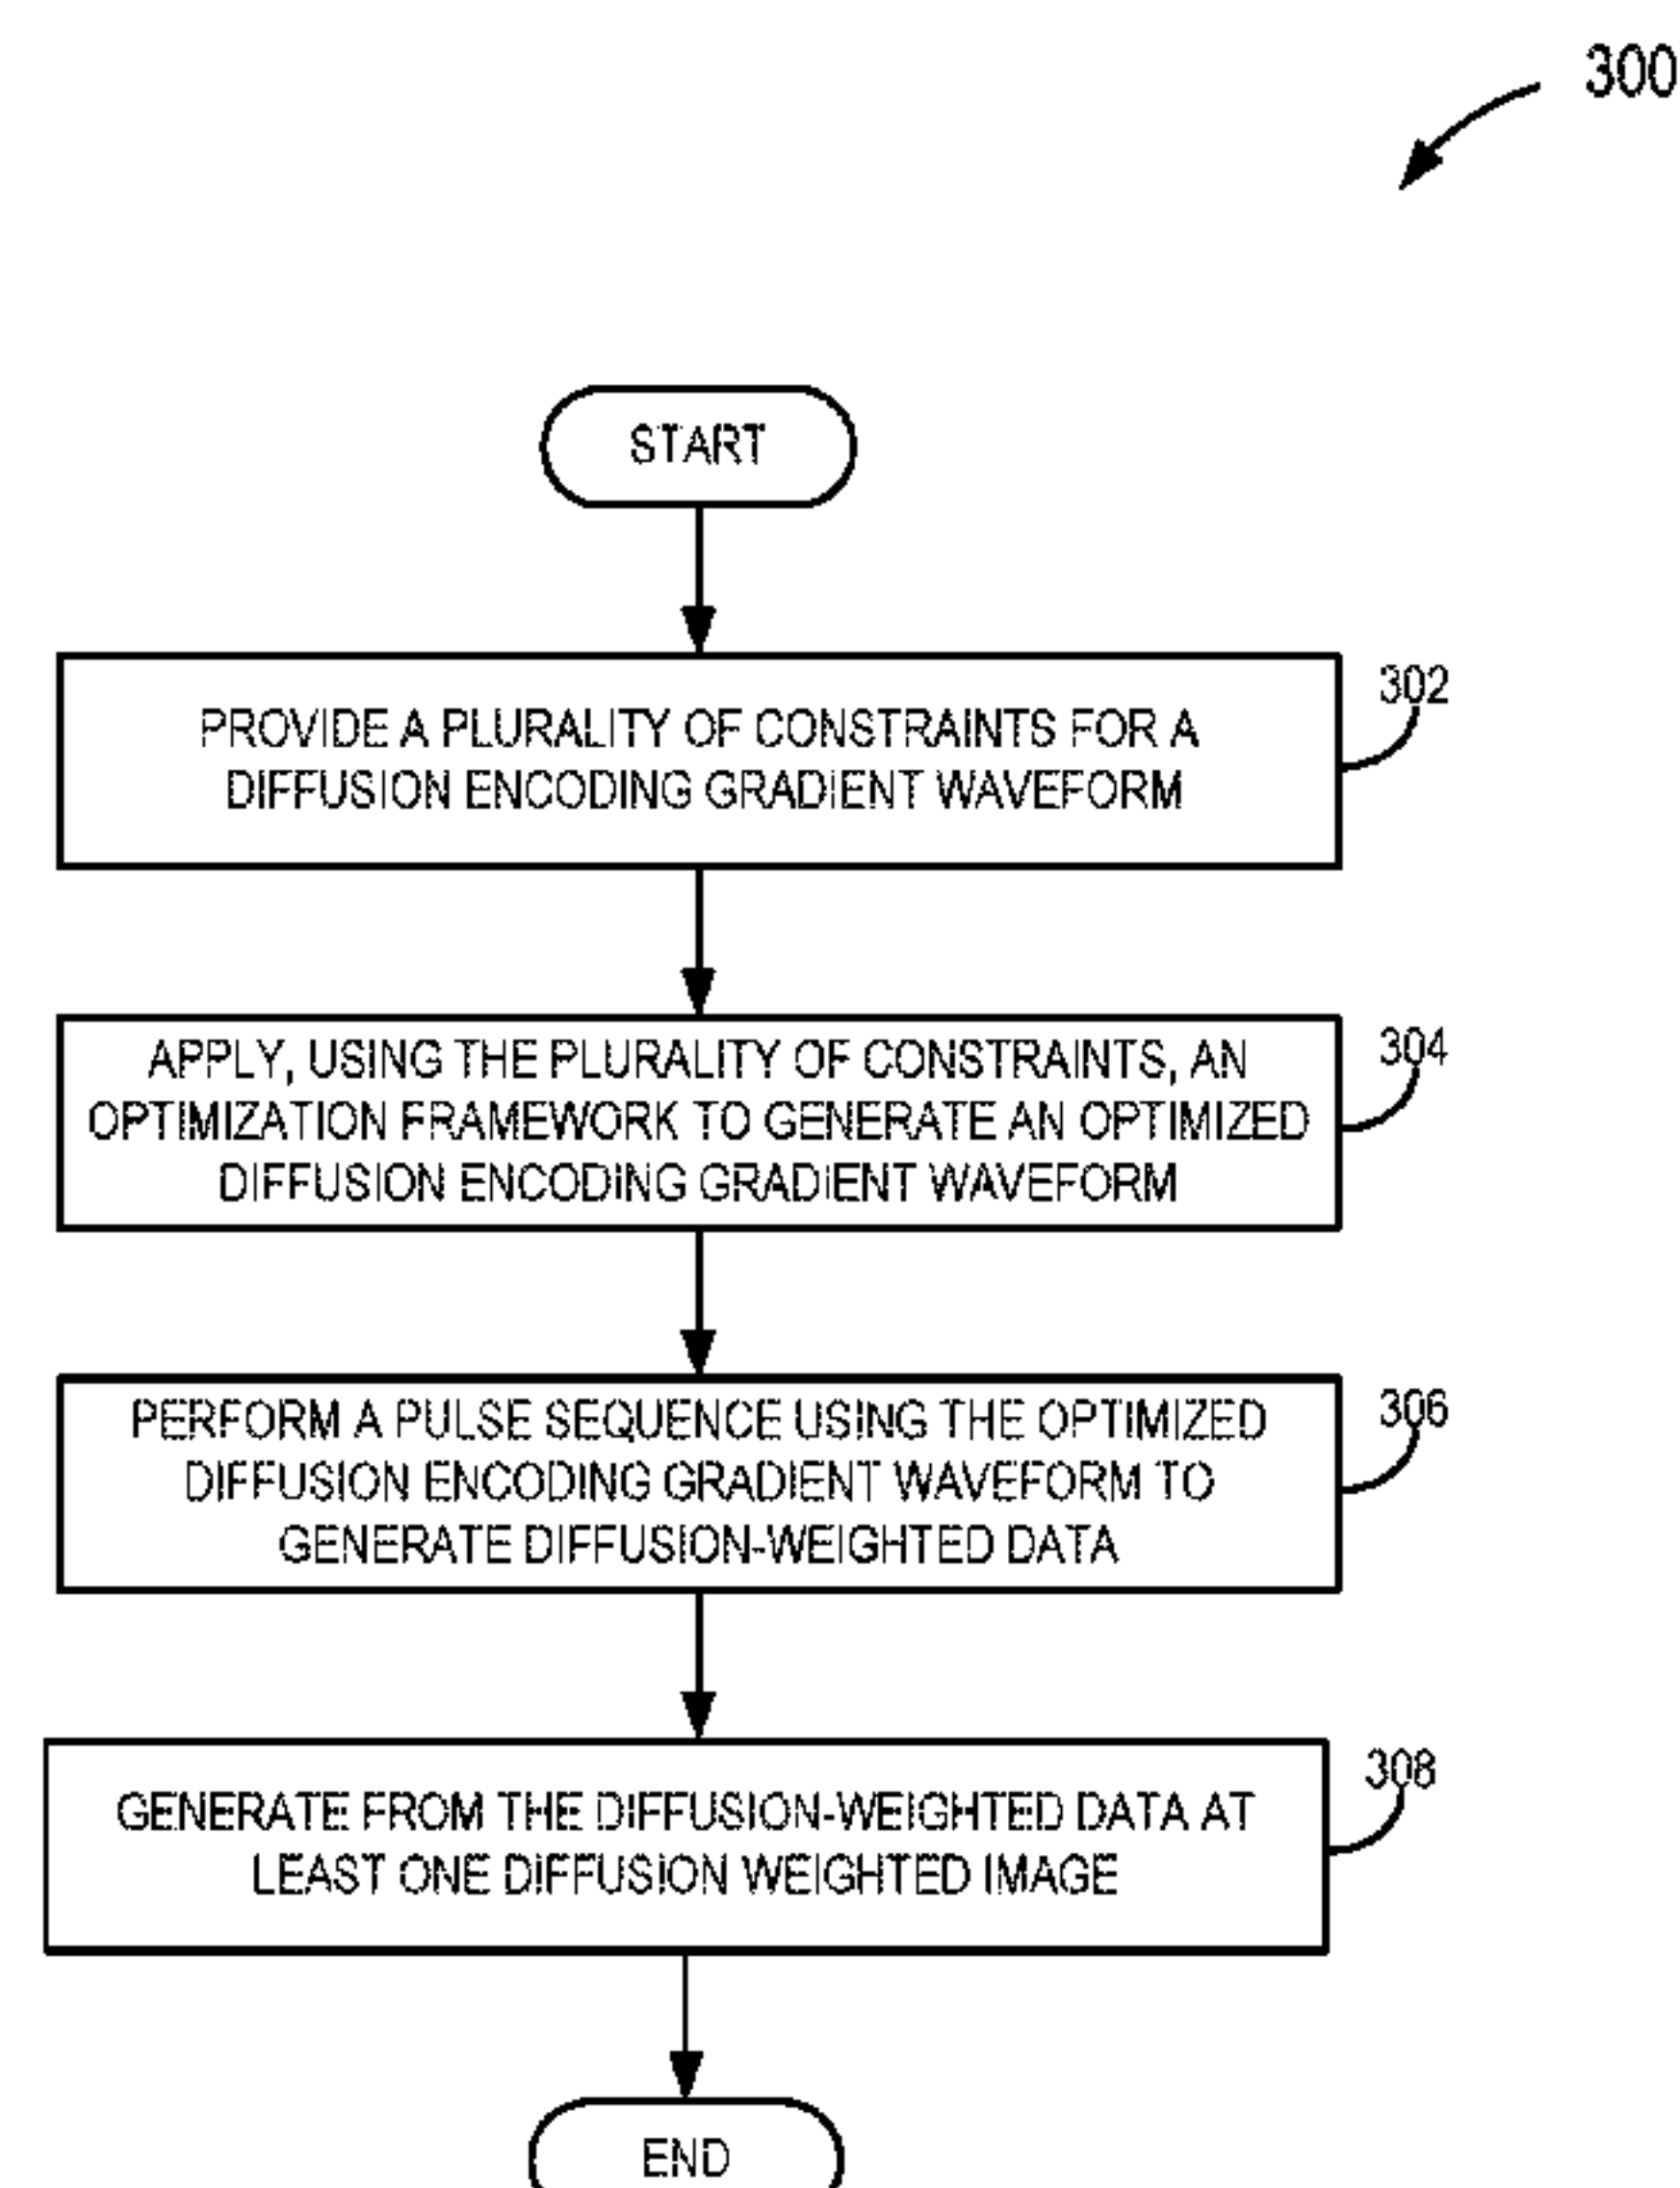 300
START
PROVIDE A PLURALITY OF CONSTRAINTS FOR A
DIFFUSION ENCODING GRADIENT WAVEFORM
302
APPLY, USING THE PLURALITY OF CONSTRAINTS, AN
OPTIMIZATION FRAMEWORK TO GENERATE AN OPTIMIZED
DIFFUSION ENCODING GRADIENT WAVEFORM
304
PERFORM A PULSE SEQUENCE USING THE OPTIMIZED
DIFFUSION ENCODING GRADIENT WAVEFORM TO
GENERATE DIFFUSION-WEIGHTED DATA
306
GENERATE FROM THE DIFFUSION-WEIGHTED DATA AT
LEAST ONE DIFFUSION WEIGHTED IMAGE
308
END